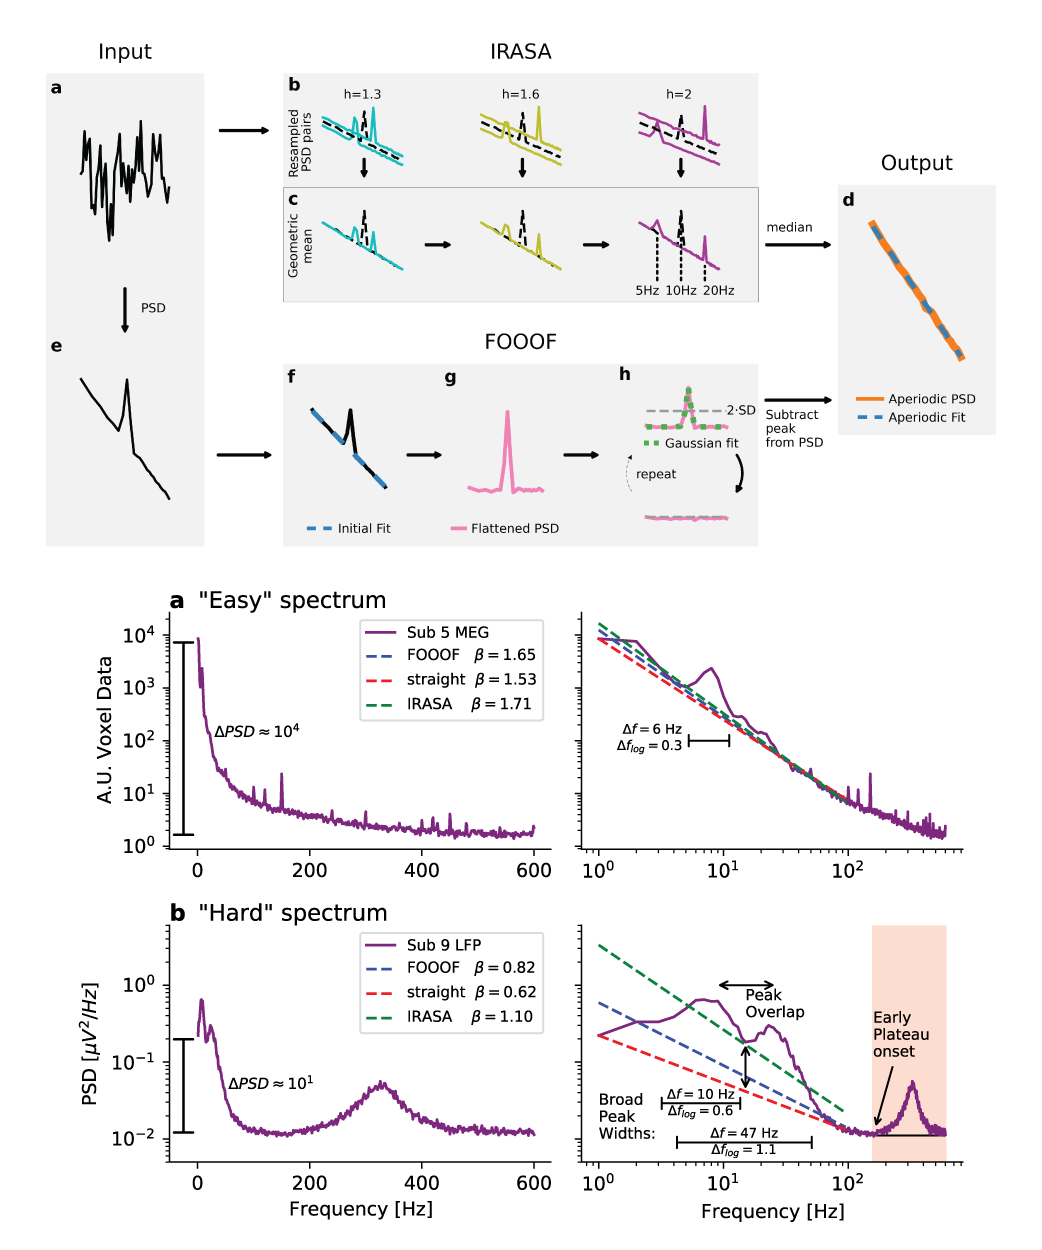 Input
IRASA
a
b
h=1.3
h=1.6
h=2
Resampled
PSD pairs
c
Geometric
mean
5Hz
10Hz
20Hz
median
Output
d
Aperiodic PSD
Aperiodic Fit
PSD
e
FOOOF
f
Initial Fit
g
Flattened PSD
h
2·SD
Gaussian fit
repeat
Subtract
peak
from PSD
a "Easy" spectrum
A.U. Voxel Data
10⁴
10³
10²
10¹
10⁰
ΔPSD ≈ 10⁴
Sub 5 MEG
FOOOF β = 1.65
straight β = 1.53
IRASA β = 1.71
0
200
400
600
Δf = 6 Hz
Δf_log = 0.3
10⁰
10¹
10²
b "Hard" spectrum
PSD [μV²/Hz]
10⁰
10⁻¹
10⁻²
ΔPSD ≈ 10¹
Sub 9 LFP
FOOOF β = 0.82
straight β = 0.62
IRASA β = 1.10
0
200
400
600
Frequency [Hz]
Peak
Overlap
Early
Plateau
onset
Broad
Peak
Widths:
Δf = 10 Hz
Δf_log = 0.6
Δf = 47 Hz
Δf_log = 1.1
10⁰
10¹
10²
Frequency [Hz]